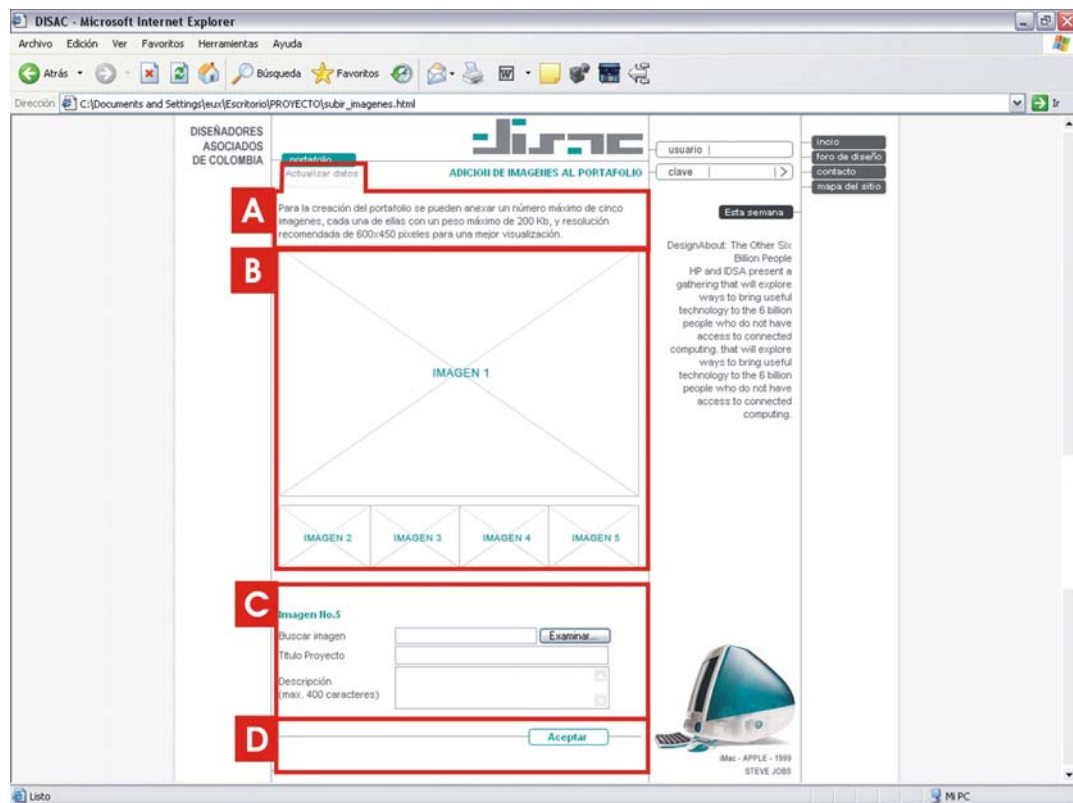 DISAC - Microsoft Internet Explorer
Archivo Edición Ver Favoritos Herramientas Ayuda
Atrás Búsqueda Favoritos
Dirección C:\Documents and Settings\eux\Escritorio\PROYECTO\subir_imagenes.html Ir
DISEÑADORES
ASOCIADOS
DE COLOMBIA
disac
portafolio
Actualizar datos
ADICION DE IMAGENES AL PORTAFOLIO
usuario
clave
incio
foro de diseño
contacto
mapa del sitio
A
Para la creación del portafolio se pueden anexar un número máximo de cinco
imagenes, cada una de ellas con un peso máximo de 200 Kb, y resolución
recomendada de 600x450 pixeles para una mejor visualización.
Esta semana
DesignAbout: The Other Six
Billion People
HP and IDSA present a
gathering that will explore
ways to bring useful
technology to the 6 billion
people who do not have
access to connected
computing. that will explore
ways to bring useful
technology to the 6 billion
people who do not have
access to connected
computing.
B
IMAGEN 1
IMAGEN 2 IMAGEN 3 IMAGEN 4 IMAGEN 5
C
Imagen No.5
Buscar imagen Examinar...
Titulo Proyecto
Descripción
(max. 400 caracteres)
D
Aceptar
iMac - APPLE - 1999
STEVE JOBS
Listo Mi PC